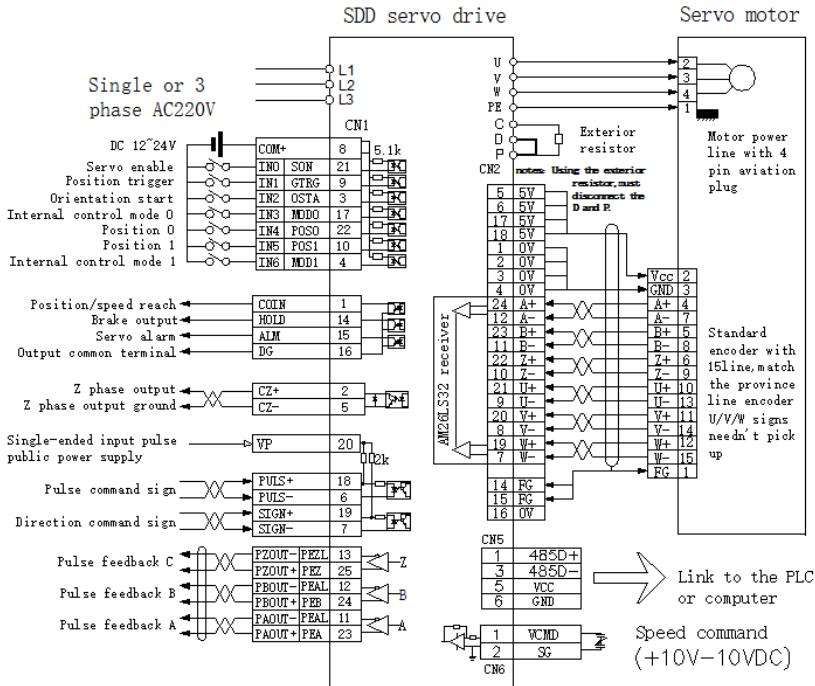 SDD servo drive
Servo motor
Single or 3
phase AC220V
L1
L2
L3
CN1
DC 12~24V COM+ 8 5.1k
Servo enable IN0 SON 21
Position trigger IN1 GTRG 9
Orientation start IN2 OSTA 3
Internal control mode 0 IN3 MOD0 17
Position 0 IN4 POS0 22
Position 1 IN5 POS1 10
Internal control mode 1 IN6 MOD1 4
Position/speed reach COIN 1
Brake output HOLD 14
Servo alarm ALM 15
Output common terminal DG 16
Z phase output CZ+ 2
Z phase output ground CZ- 5
Single-ended input pulse
public power supply
VP 20
2k
Pulse command sign
PULS+ 18
PULS- 6
Direction command sign
SIGN+ 19
SIGN- 7
Pulse feedback C
PZOUT- PEZL 13
PZOUT+ PEZ 25
Z
Pulse feedback B
PBOUT- PEAL 12
PBOUT+ PEB 24
B
Pulse feedback A
PAOUT- PEAL 11
PAOUT+ PEA 23
A
U 2
V 3
W 4
PE 1
C
D
P
Exterior
resistor
Motor power
line with 4
pin aviation
plug
CN2
notes: Using the exterior
resistor,must
disconnect the
D and P.
5 5V
6 5V
17 5V
18 5V
1 0V
2 0V
3 0V
4 0V
24 A+
12 A-
23 B+
11 B-
22 Z+
10 Z-
21 U+
9 U-
20 V+
8 V-
19 W+
7 W-
14 FG
15 FG
16 0V
AM26LS32 receiver
Vcc 2
GND 3
A+ 4
A- 7
B+ 5
B- 8
Z+ 6
Z- 9
U+ 10
U- 13
V+ 11
V- 14
W+ 12
W- 15
FG 1
Standard
encoder with
15line,match
the province
line encoder
U/V/W signs
needn't pick
up
CN5
1 485D+
3 485D-
5 VCC
6 GND
Link to the PLC
or computer
1 VCMD
2 SG
CN6
Speed command
(+10V-10VDC)